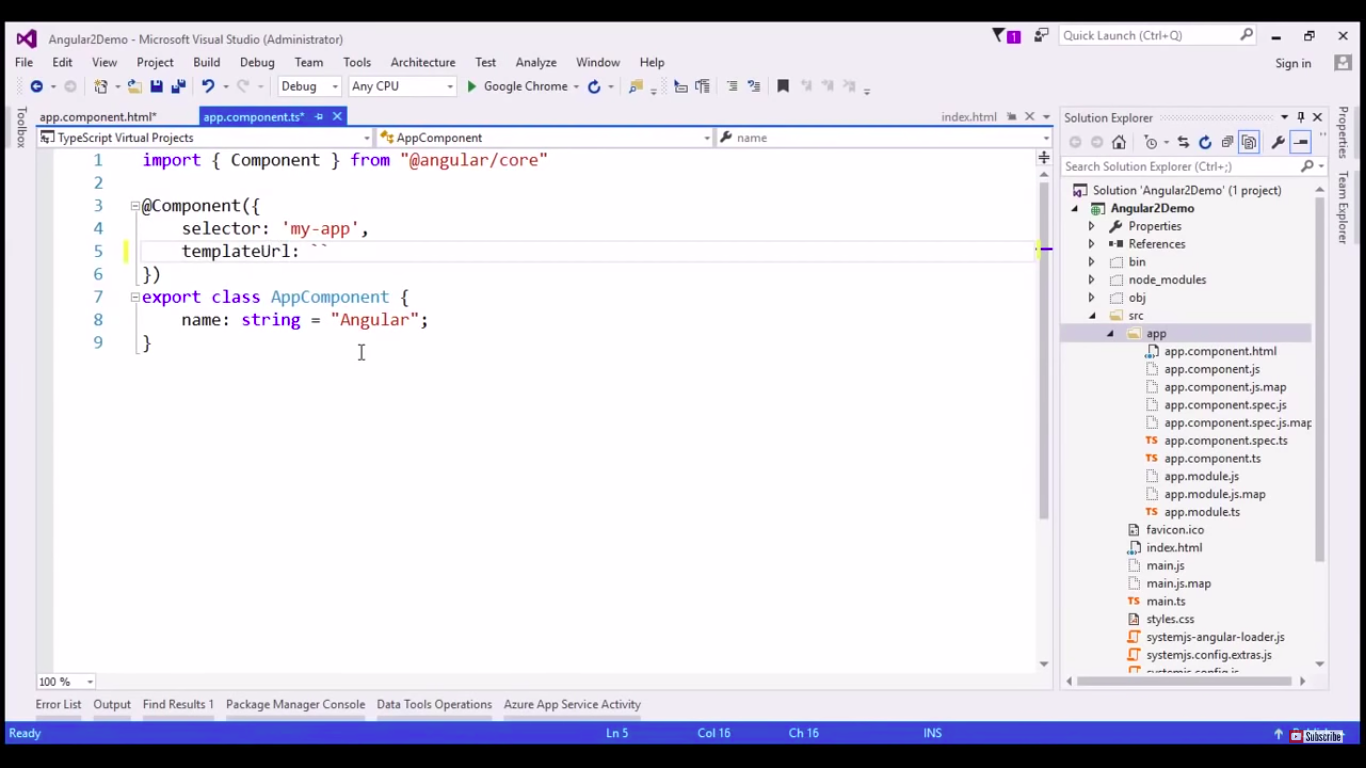 Angular2Demo - Microsoft Visual Studio (Administrator)
1
Quick Launch (Ctrl+Q)
File Edit View Project Build Debug Team Tools Architecture Test Analyze Window Help
Sign in
Debug Any CPU Google Chrome
Toolbox
app.component.html* app.component.ts* index.html
TypeScript Virtual Projects AppComponent name
1 import { Component } from "@angular/core"
2
3 @Component({
4 selector: 'my-app',
5 templateUrl: ``
6 })
7 export class AppComponent {
8 name: string = "Angular";
9 }
100 %
Solution Explorer
Search Solution Explorer (Ctrl+;)
Solution 'Angular2Demo' (1 project)
Angular2Demo
Properties
References
bin
node_modules
obj
src
app
app.component.html
app.component.js
app.component.js.map
app.component.spec.js
app.component.spec.js.map
app.component.spec.ts
app.component.ts
app.module.js
app.module.js.map
app.module.ts
favicon.ico
index.html
main.js
main.js.map
main.ts
styles.css
systemjs-angular-loader.js
systemjs.config.extras.js
systemjs.config.js
Properties
Team Explorer
Error List Output Find Results 1 Package Manager Console Data Tools Operations Azure App Service Activity
Ready Ln 5 Col 16 Ch 16 INS
Subscribe